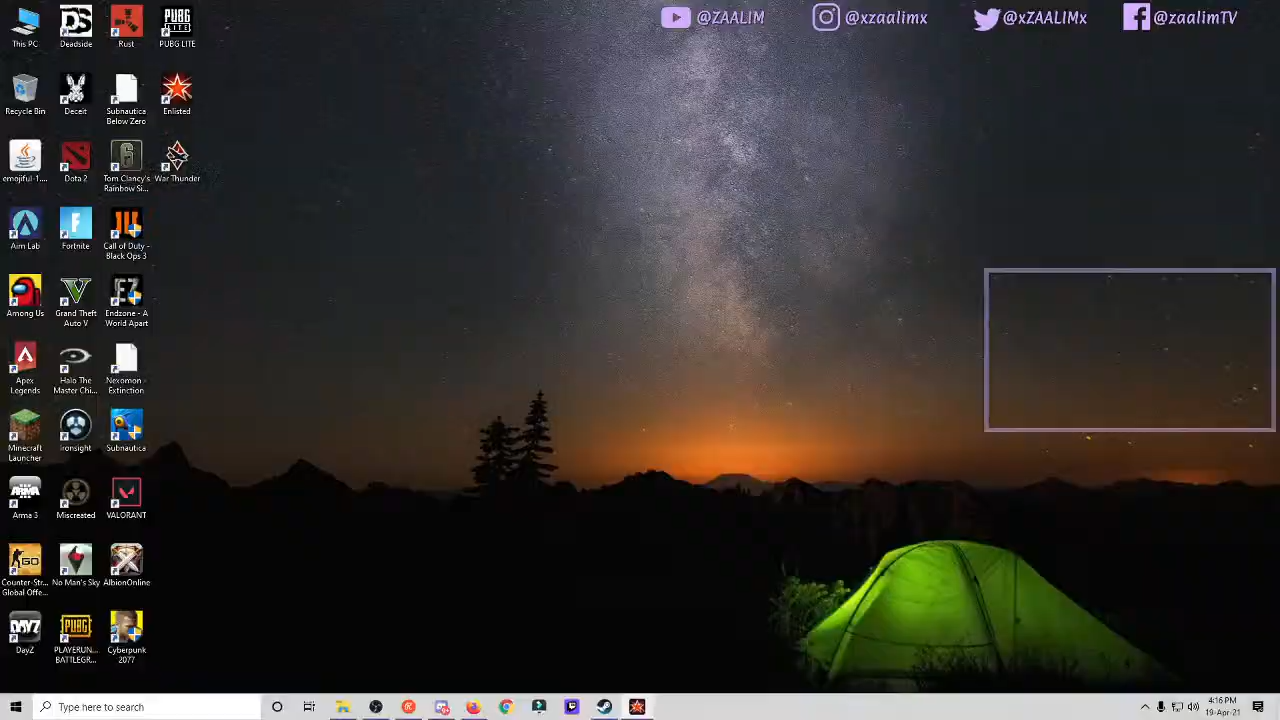 @ZAALIM
@xzaalimx
@xZAALIMx
@zaalimTV
This PC
Deadside
Rust
PUBG LITE
Recycle Bin
Deceit
Subnautica
Below Zero
Enlisted
emojiful-1....
Dota 2
Tom Clancy's
Rainbow Si...
War Thunder
Aim Lab
Fortnite
Call of Duty -
Black Ops 3
Among Us
Grand Theft
Auto V
Endzone - A
World Apart
Apex
Legends
Halo The
Master Chi...
Nexomon -
Extinction
Minecraft
Launcher
Ironsight
Subnautica
Arma 3
Miscreated
VALORANT
Counter-Str...
Global Offe...
No Man's Sky
AlbionOnline
DayZ
PLAYERUN...
BATTLEGR...
Cyberpunk
2077
Type here to search
4:16 PM
19-Apr-21